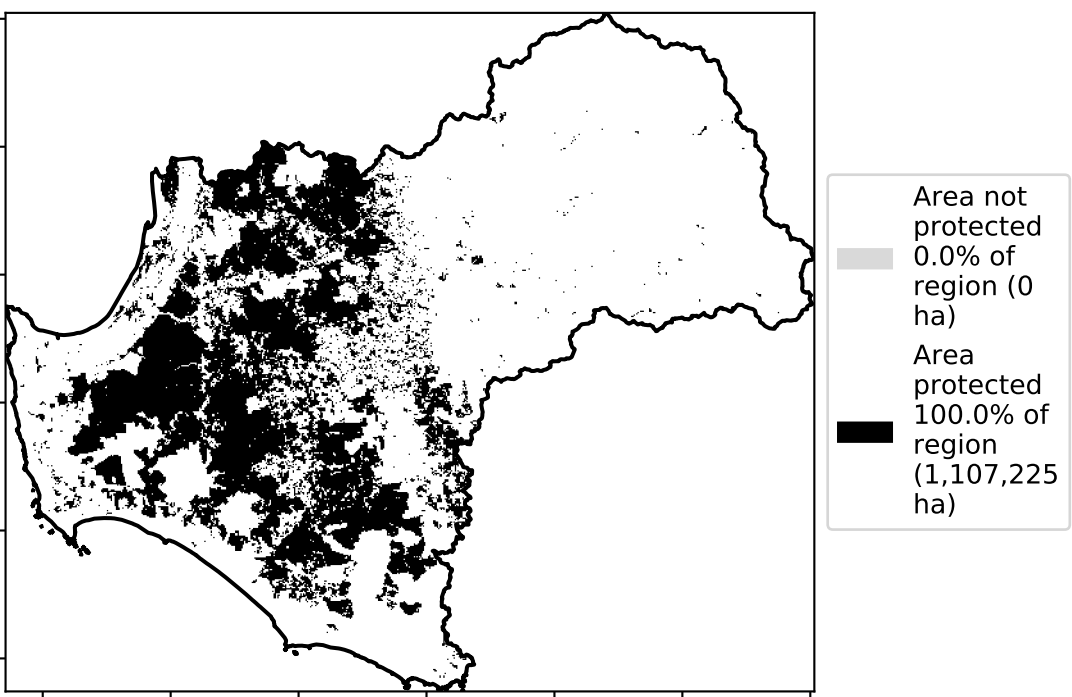 Area not
protected
0.0% of
region (0
ha)
Area
protected
100.0% of
region
(1,107,225
ha)